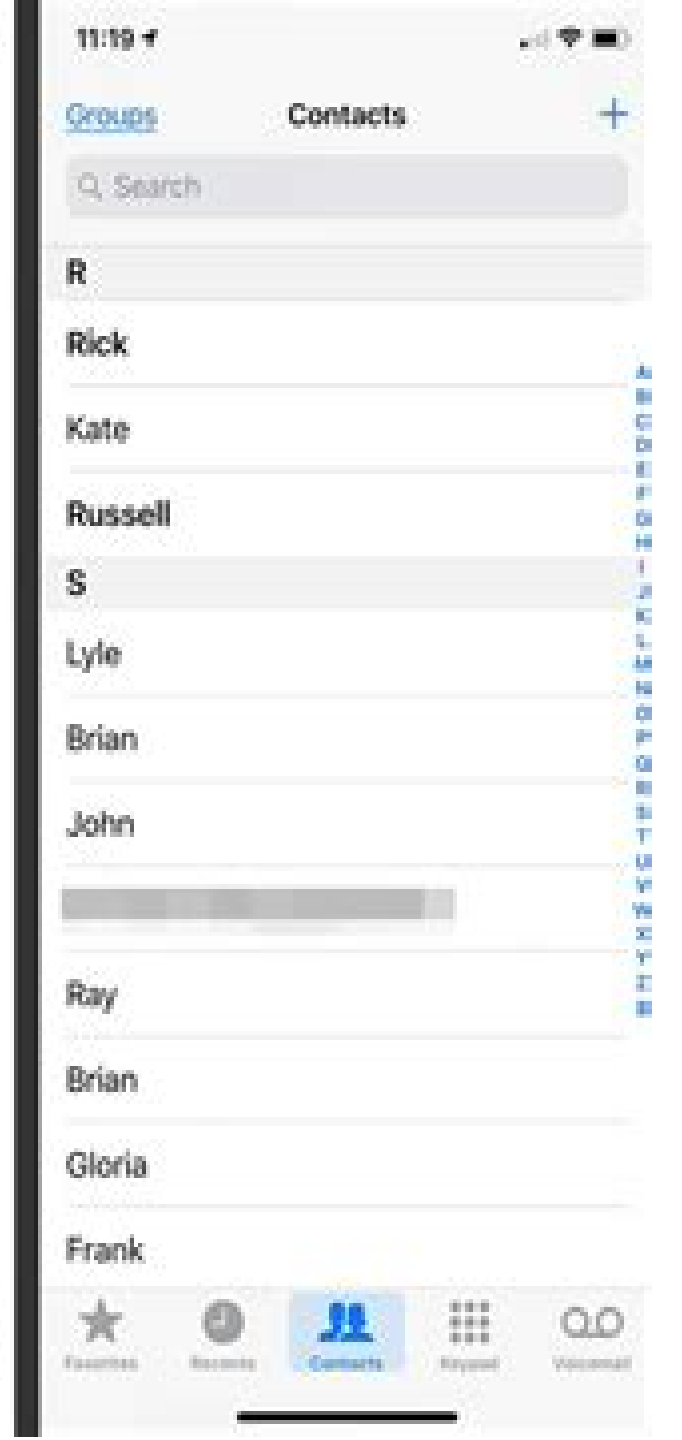 11:19
Groups Contacts +
Search
R
Rick
Kate
Russell
S
Lyle
Brian
John
Ray
Brian
Gloria
Frank
Favorites Recents Contacts Keypad Voicemail